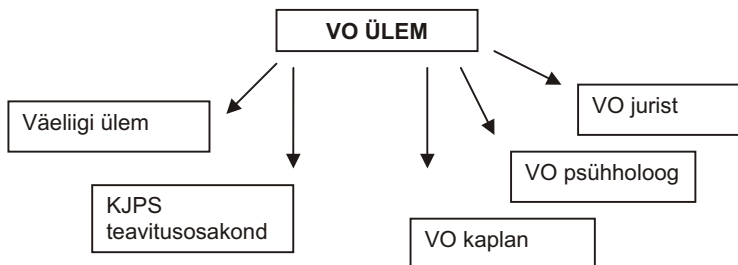 VO ÜLEM
Väeliigi ülem
VO jurist
VO psühholoog
KJPS
teavitusosakond
VO kaplan